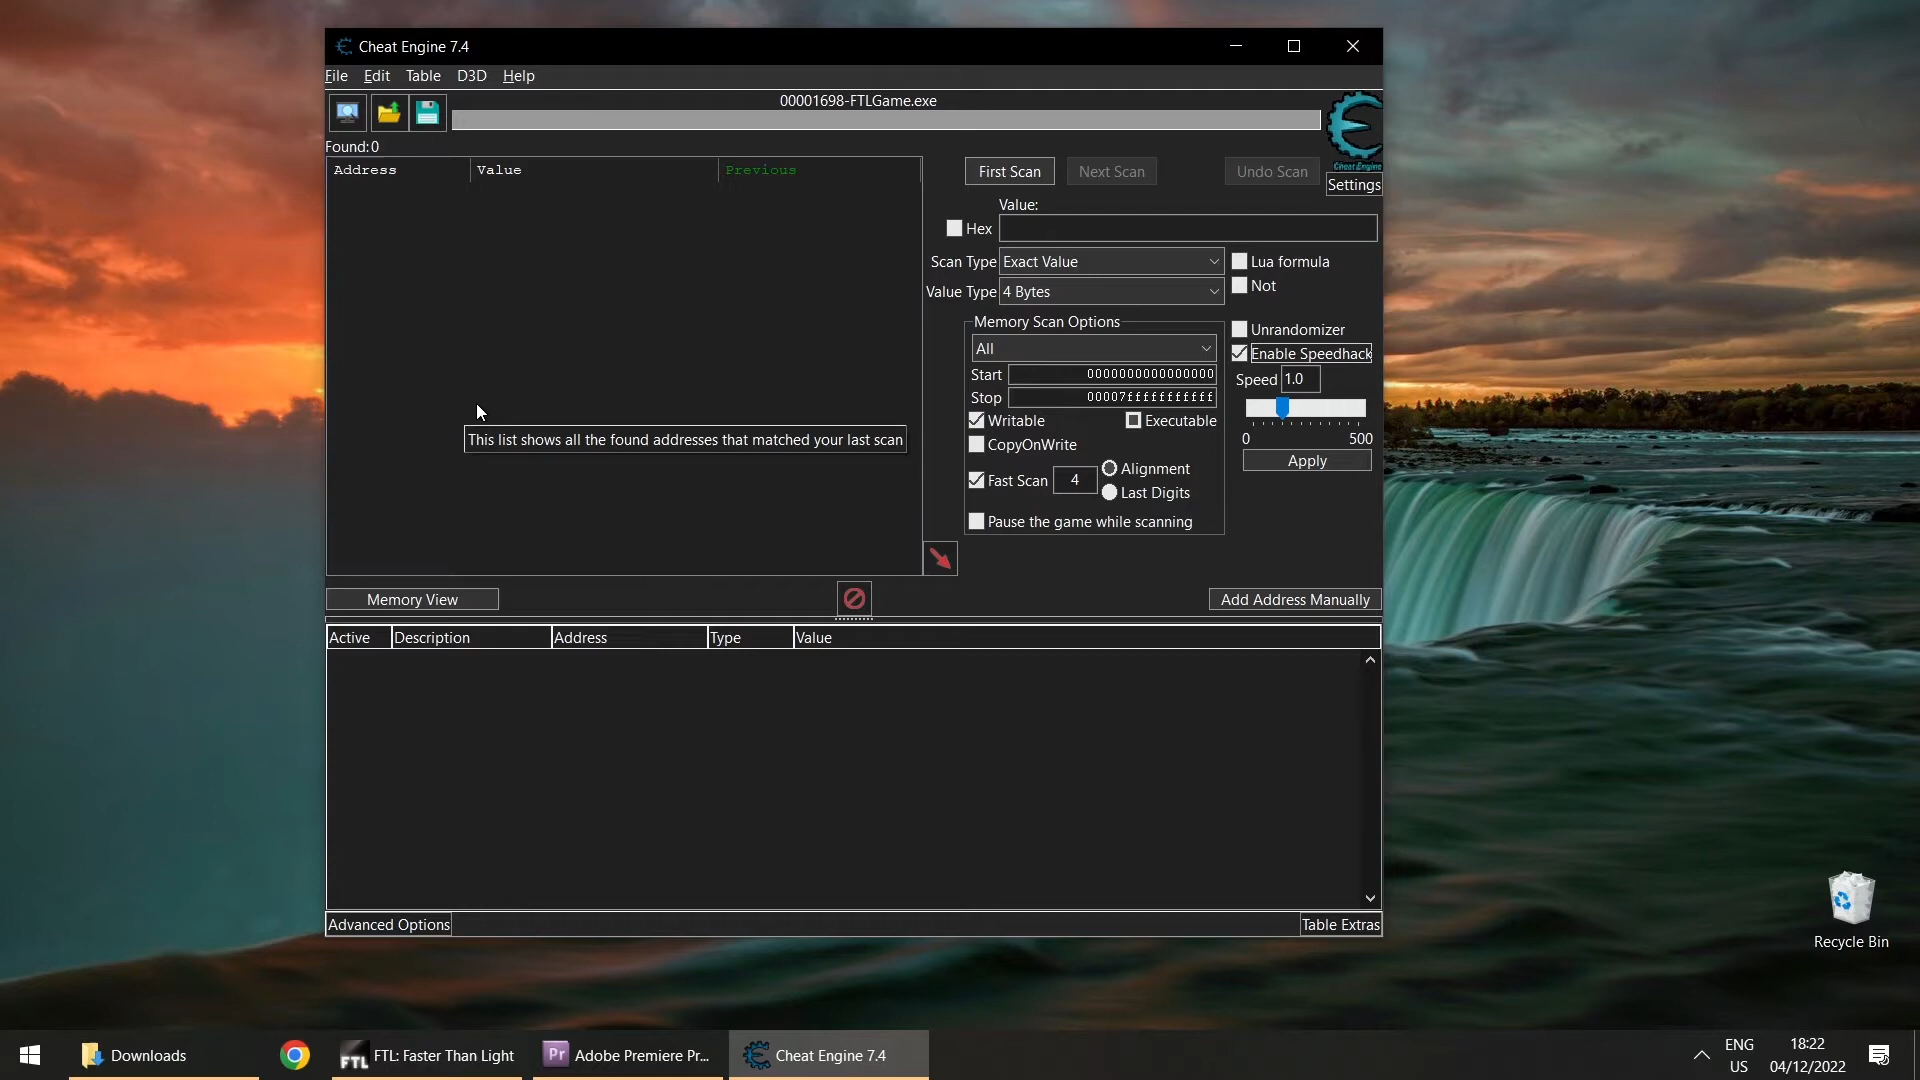 Cheat Engine 7.4
File Edit Table D3D Help
00001698-FTLGame.exe
Cheat Engine
Found:0
Settings
Address Value Previous
First Scan Next Scan Undo Scan
Value:
Hex
Scan Type Exact Value Lua formula
Value Type 4 Bytes Not
Memory Scan Options
All
Unrandomizer
Enable Speedhack
Start 0000000000000000
Speed 1.0
Stop 00007fffffffffff
Writable Executable
CopyOnWrite
0 500
Apply
Fast Scan 4 Alignment
Last Digits
Pause the game while scanning
This list shows all the found addresses that matched your last scan
Memory View Add Address Manually
Active Description Address Type Value
Advanced Options Table Extras
Recycle Bin
Downloads
FTL FTL: Faster Than Light
Pr Adobe Premiere Pr...
Cheat Engine 7.4
ENG
US
18:22
04/12/2022